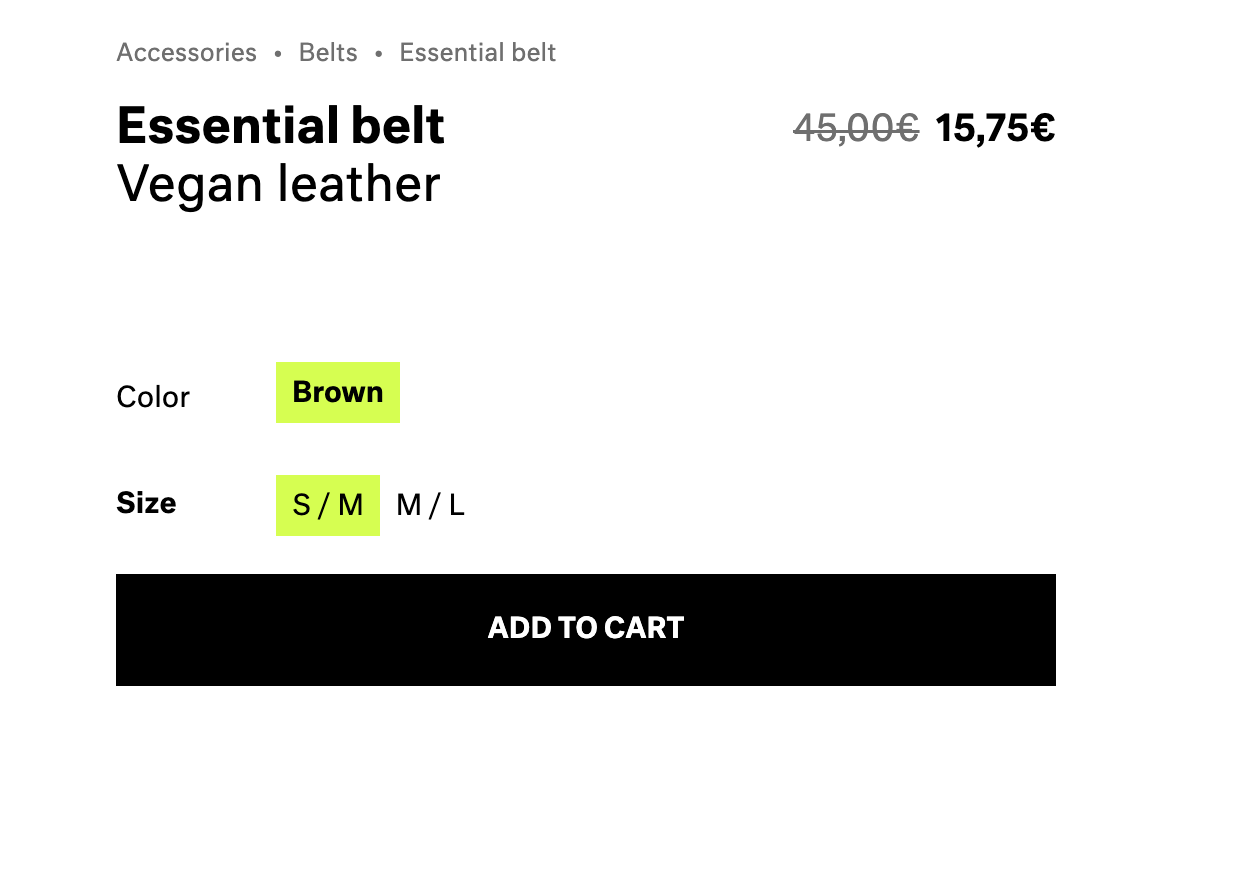 Accessories • Belts • Essential belt
Essential belt 45,00€ 15,75€
Vegan leather
Color Brown
Size S / M M / L
ADD TO CART